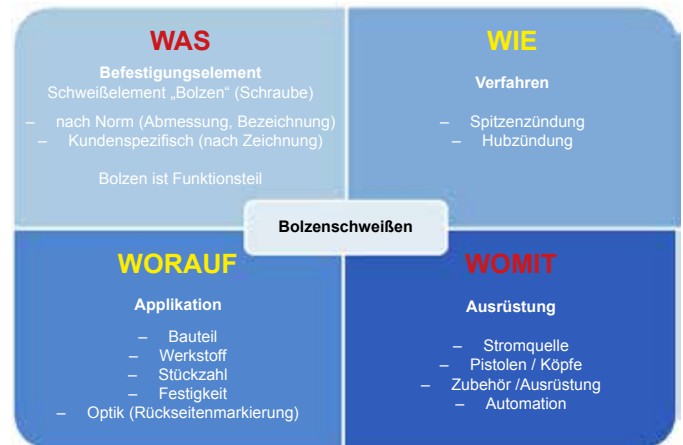 WAS
Befestigungselement
Schweißelement „Bolzen“ (Schraube)
– nach Norm (Abmessung, Bezeichnung)
– Kundenspezifisch (nach Zeichnung)
Bolzen ist Funktionsteil
WIE
Verfahren
– Spitzenzündung
– Hubzündung
Bolzenschweißen
WORAUF
Applikation
– Bauteil
– Werkstoff
– Stückzahl
– Festigkeit
– Optik (Rückseitenmarkierung)
WOMIT
Ausrüstung
– Stromquelle
– Pistolen / Köpfe
– Zubehör /Ausrüstung
– Automation